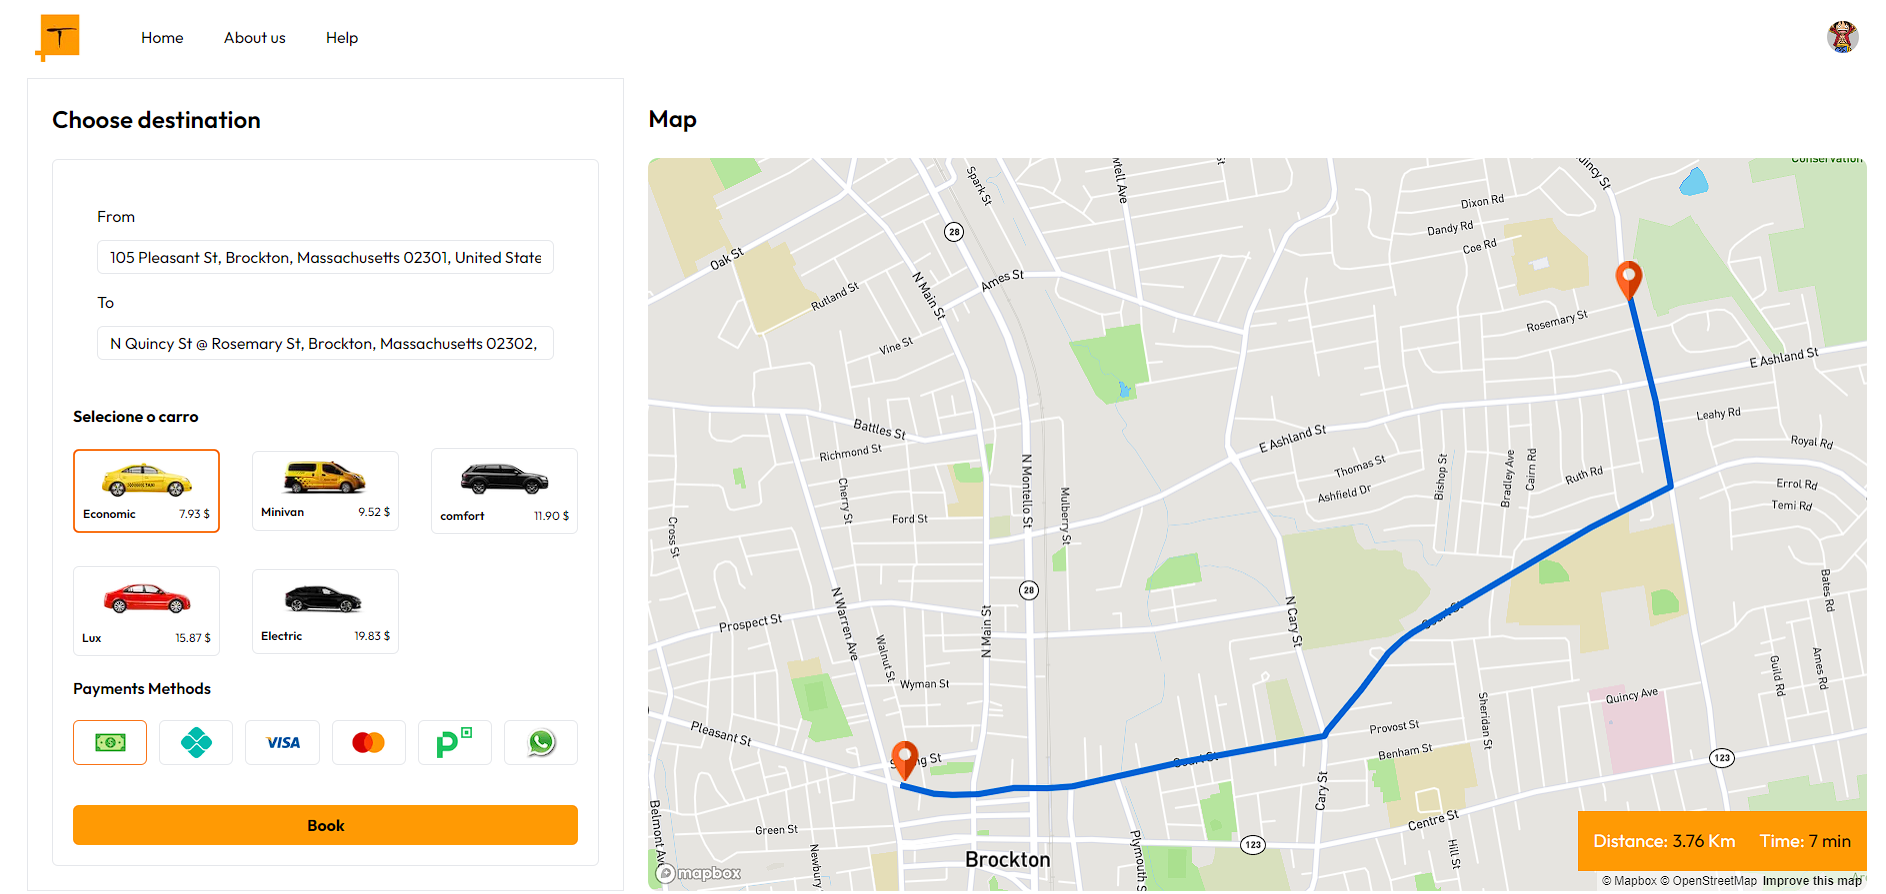 T
Home
About us
Help
Choose destination
From
105 Pleasant St, Brockton, Massachusetts 02301, United State
To
N Quincy St @ Rosemary St, Brockton, Massachusetts 02302,
Selecione o carro
Economic 7.93 $
Minivan 9.52 $
comfort 11.90 $
Lux 15.87 $
Electric 19.83 $
Payments Methods
VISA
Book
Map
Conservation
Spark St
Dixon Rd
Dandy Rd
Coe Rd
28
Oak St
Ames St
N Main St
Rutland St
Rosemary St
Vine St
E Ashland St
Leahy Rd
Battles St
Richmond St
E Ashland St
Royal Rd
Thomas St
Bishop St
Bradley Ave
Cairn Rd
Ruth Rd
Ashfield Dr
Errol Rd
Temi Rd
N Montello St
Mulberry St
Cherry St
Ford St
Cross St
28
Bates Rd
N Warren Ave
Prospect St
N Main St
N Cary St
Court St
Walnut St
Wyman St
Guild Rd
Ames Rd
Quincy Ave
Sheridan St
Pleasant St
Provost St
Benham St
Court St
123
Cary St
Belmont Ave
Green St
Newbury
Brockton
Plymouth
123
Centre St
Hill St
Distance: 3.76 Km
Time: 7 min
mapbox
© Mapbox © OpenStreetMap Improve this map